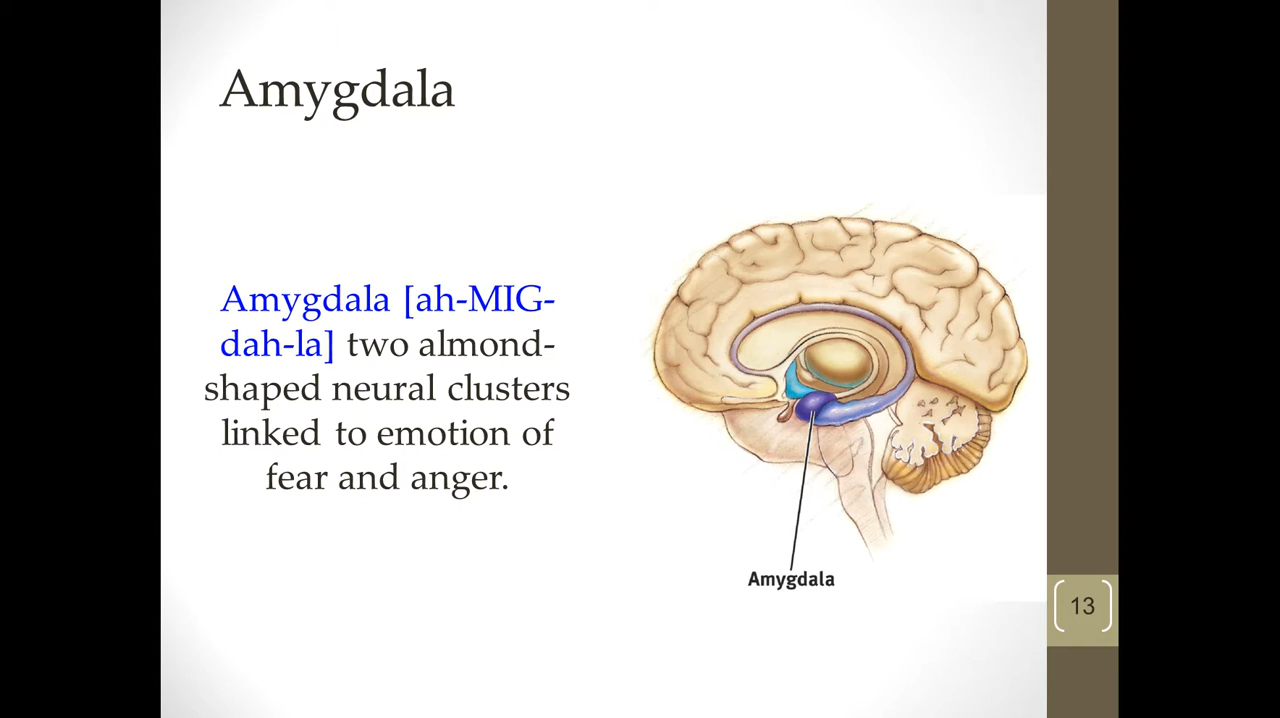 Amygdala
Amygdala [ah-MIG-
dah-la] two almond-
shaped neural clusters
linked to emotion of
fear and anger.
Amygdala
13